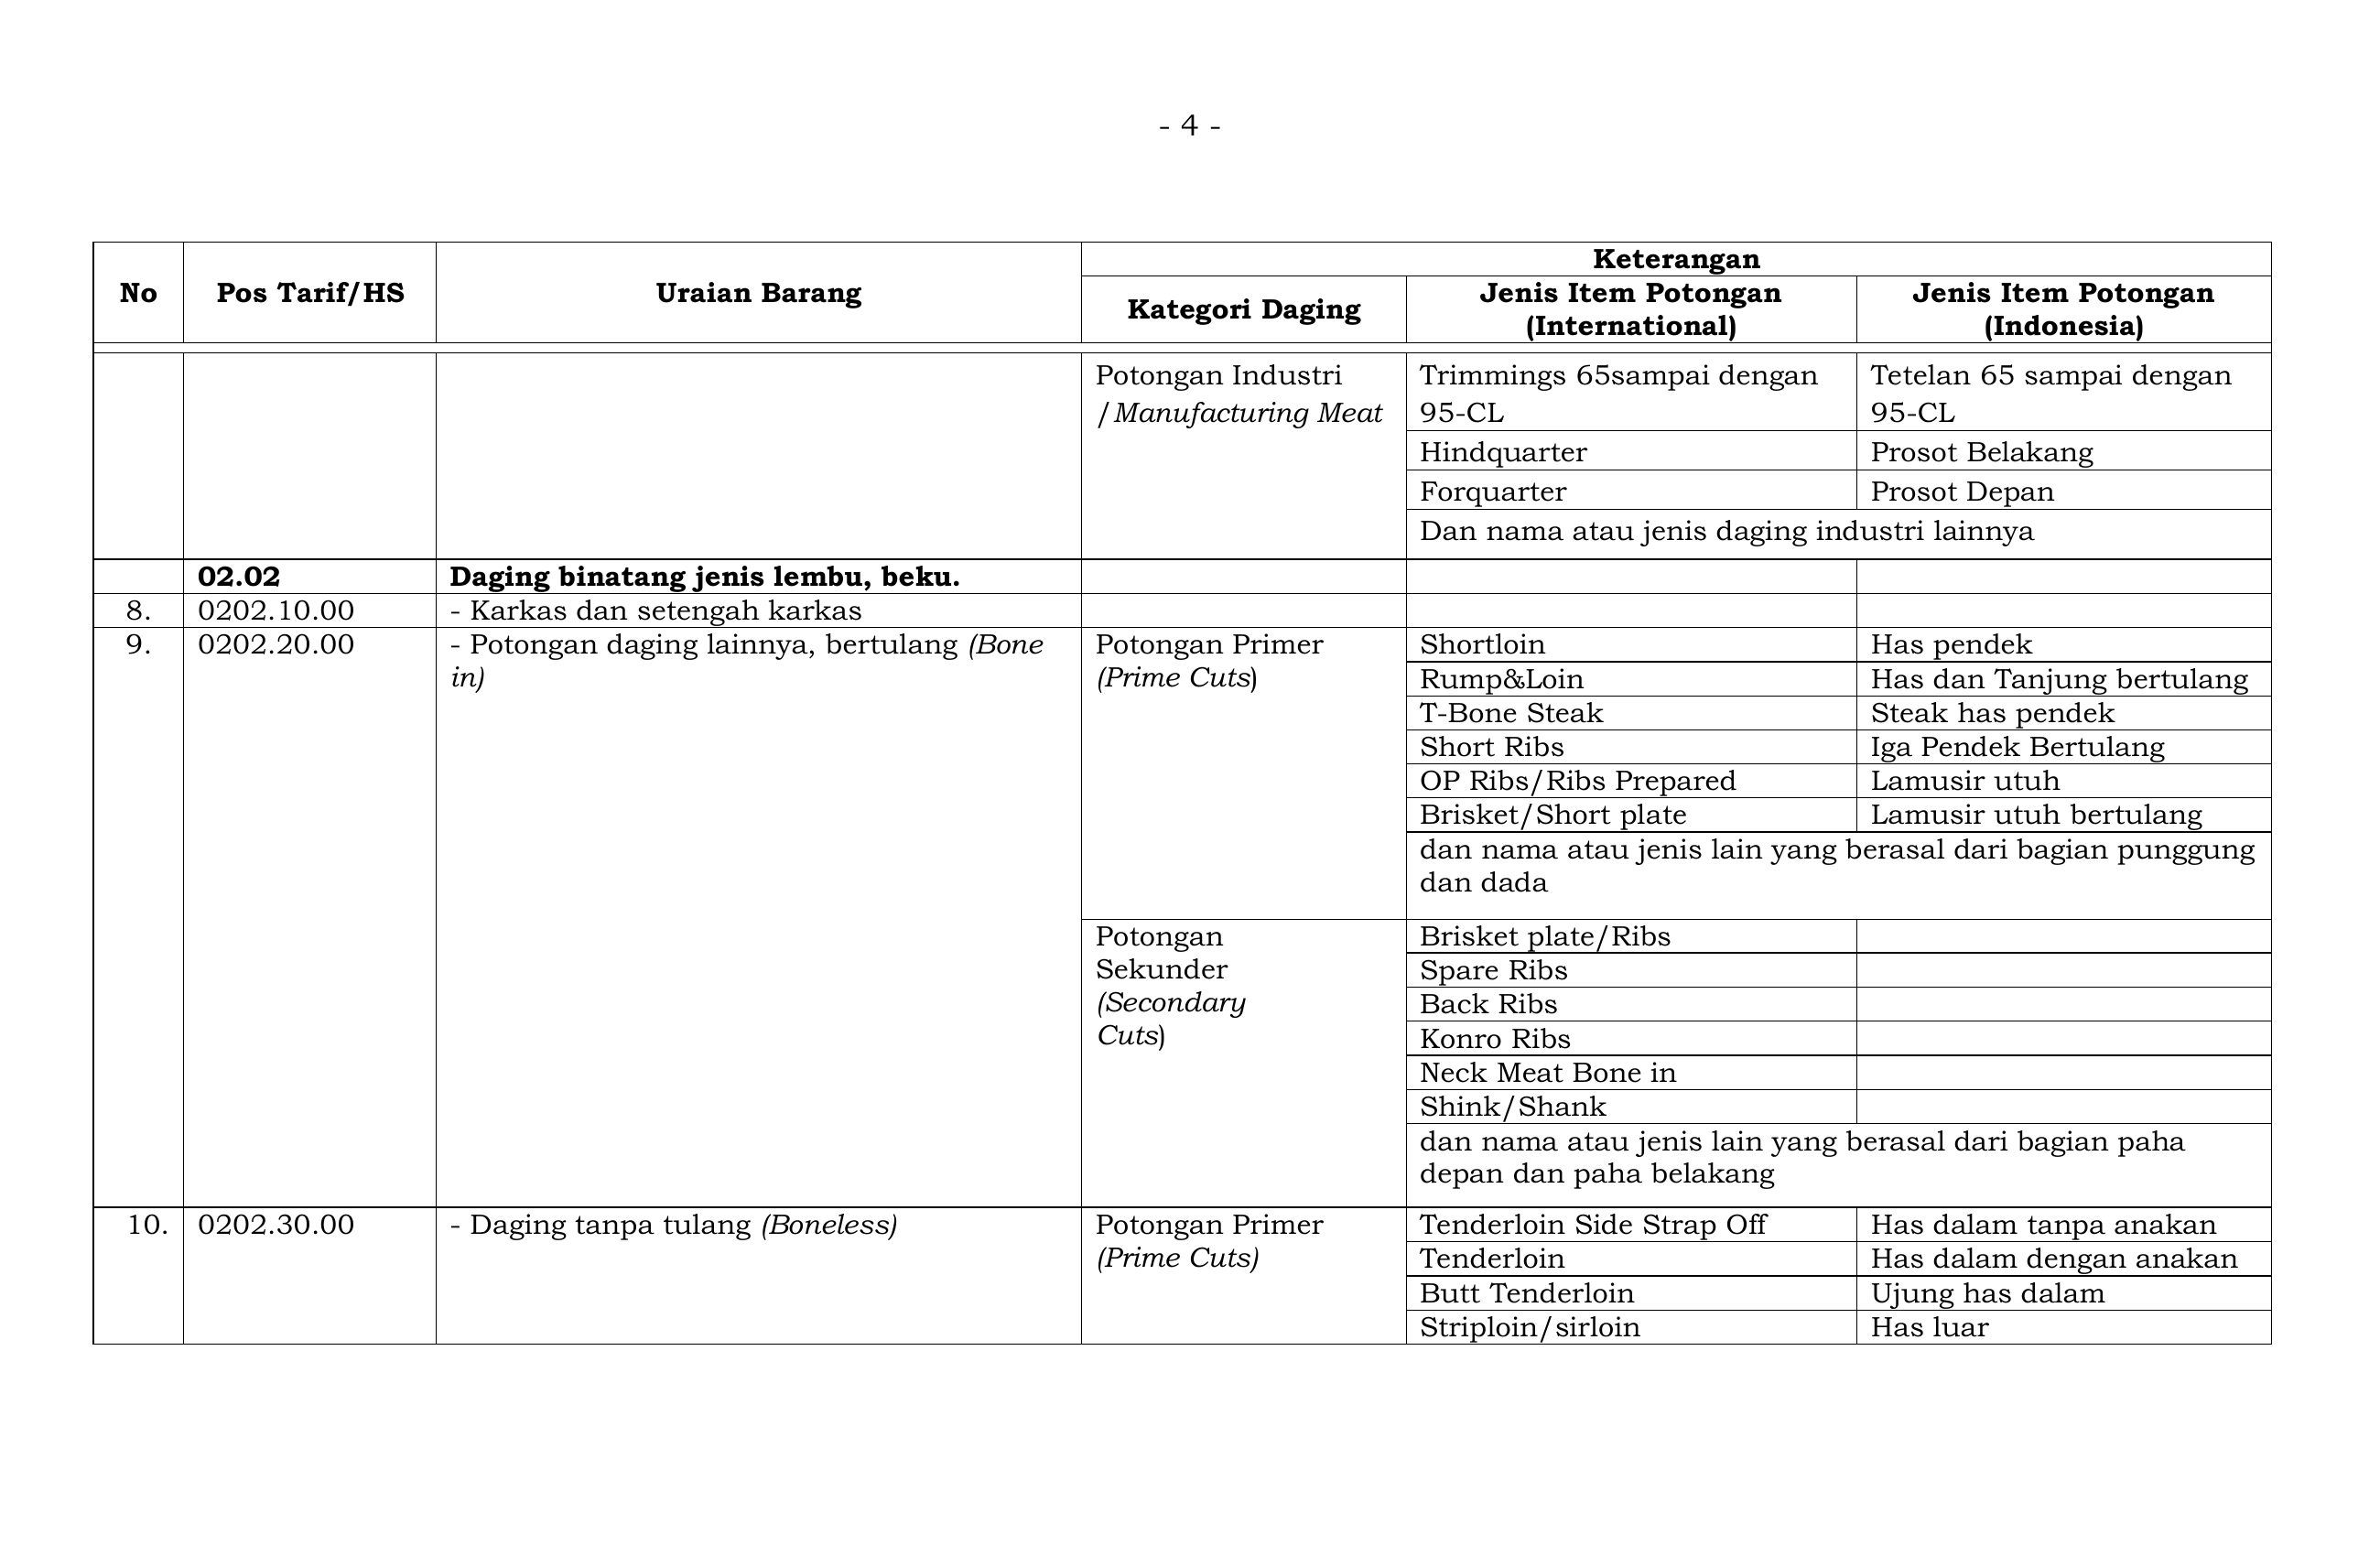 - 4 -
No
Pos Tarif/HS
Uraian Barang
Keterangan
Kategori Daging
Jenis Item Potongan
(International)
Jenis Item Potongan
(Indonesia)
Potongan Industri
/Manufacturing Meat
Trimmings 65sampai dengan
95-CL
Tetelan 65 sampai dengan
95-CL
Hindquarter
Prosot Belakang
Forquarter
Prosot Depan
Dan nama atau jenis daging industri lainnya
02.02
Daging binatang jenis lembu, beku.
8.
0202.10.00
- Karkas dan setengah karkas
9.
0202.20.00
- Potongan daging lainnya, bertulang (Bone
in)
Potongan Primer
(Prime Cuts)
Shortloin
Has pendek
Rump&Loin
Has dan Tanjung bertulang
T-Bone Steak
Steak has pendek
Short Ribs
Iga Pendek Bertulang
OP Ribs/Ribs Prepared
Lamusir utuh
Brisket/Short plate
Lamusir utuh bertulang
dan nama atau jenis lain yang berasal dari bagian punggung
dan dada
Potongan
Sekunder
(Secondary
Cuts)
Brisket plate/Ribs
Spare Ribs
Back Ribs
Konro Ribs
Neck Meat Bone in
Shink/Shank
dan nama atau jenis lain yang berasal dari bagian paha
depan dan paha belakang
10.
0202.30.00
- Daging tanpa tulang (Boneless)
Potongan Primer
(Prime Cuts)
Tenderloin Side Strap Off
Has dalam tanpa anakan
Tenderloin
Has dalam dengan anakan
Butt Tenderloin
Ujung has dalam
Striploin/sirloin
Has luar